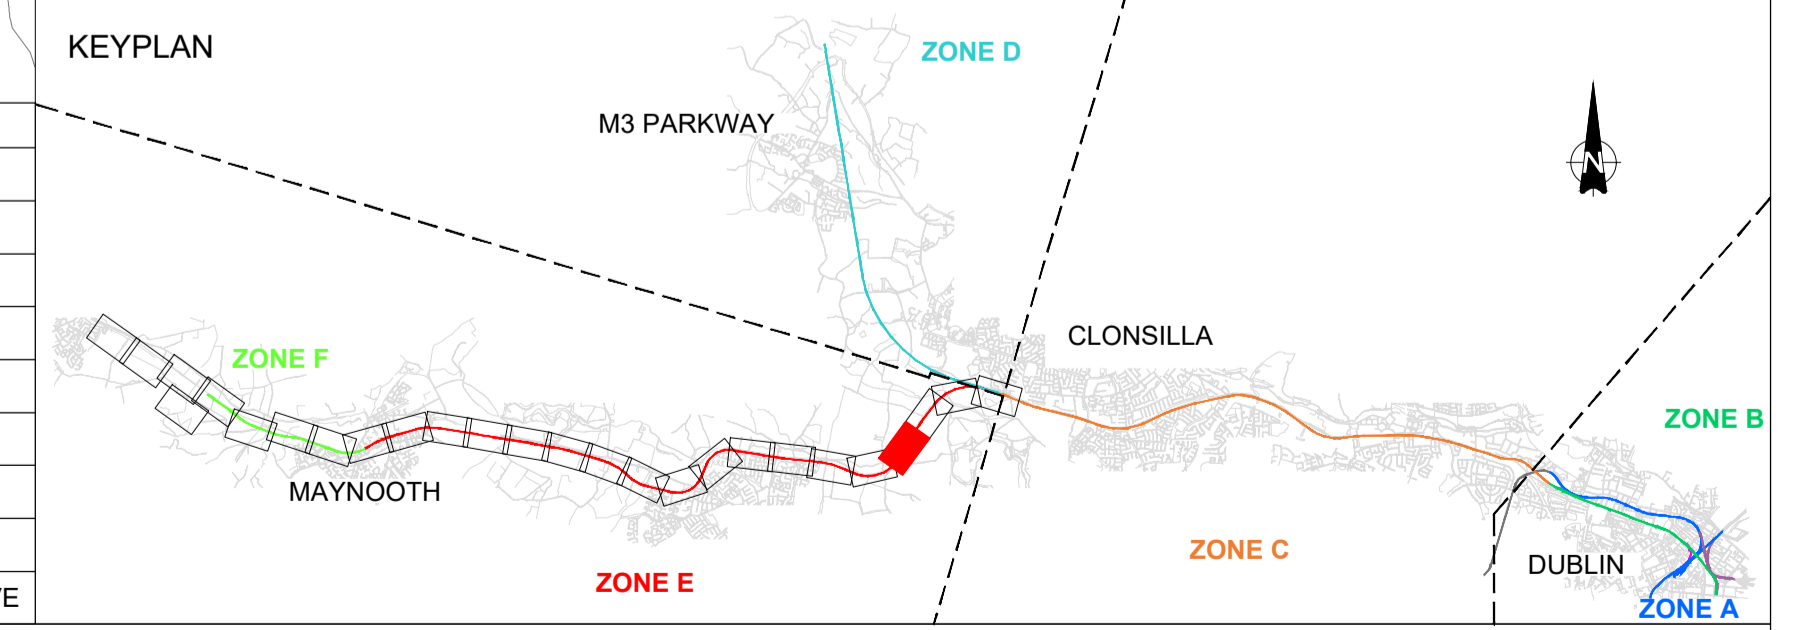 KEYPLAN
ZONE D
M3 PARKWAY
N
CLONSILLA
ZONE F
ZONE B
MAYNOOTH
ZONE C
DUBLIN
ZONE E
ZONE A